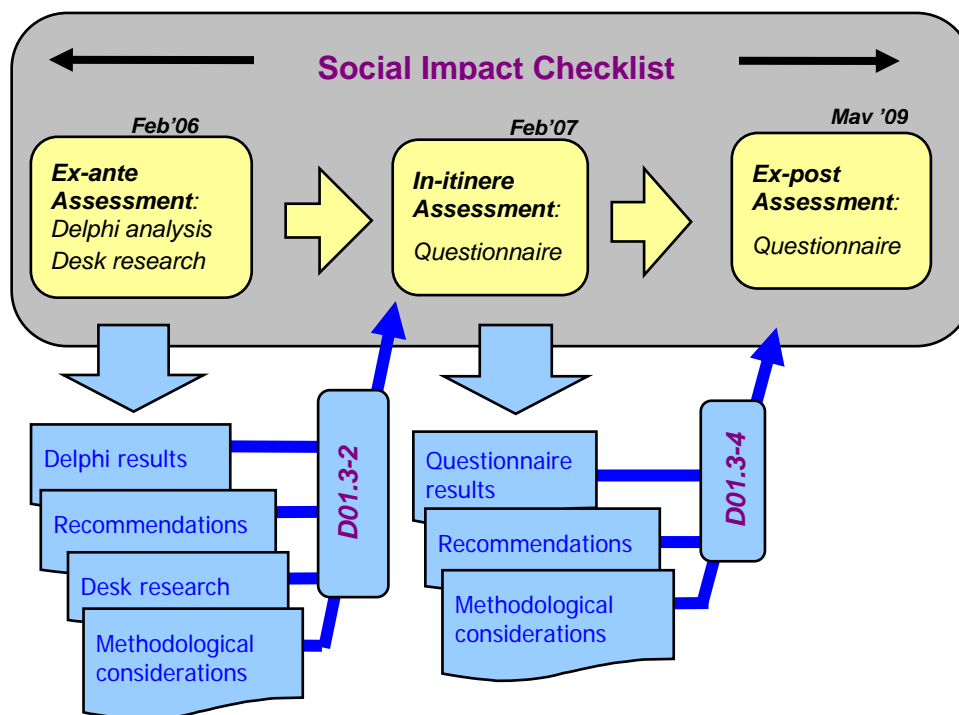 Social Impact Checklist
Feb'06
Ex-ante
Assessment:
Delphi analysis
Desk research
Feb'07
In-itinere
Assessment:
Questionnaire
Mav '09
Ex-post
Assessment:
Questionnaire
Delphi results
Recommendations
Desk research
Methodological
considerations
D01.3-2
Questionnaire
results
Recommendations
Methodological
considerations
D01.3-4